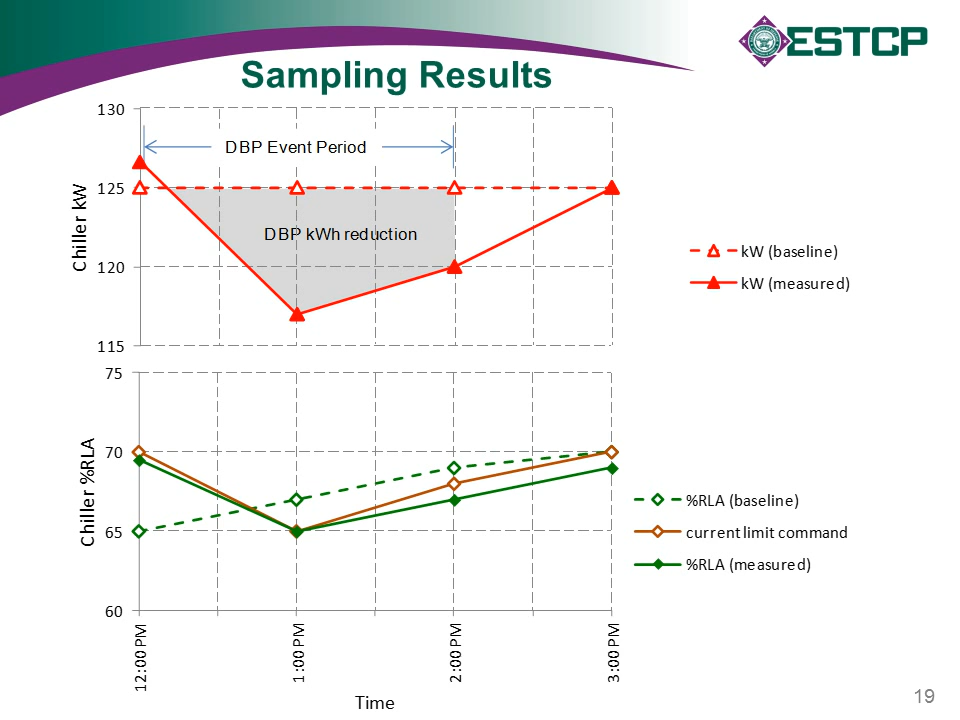 ESTCP
Sampling Results
130
DBP Event Period
125
Chiller kW
DBP kWh reduction
120
115
kW (baseline)
kW (measured)
75
70
Chiller %RLA
65
60
%RLA (baseline)
current limit command
%RLA (measured)
12:00 PM
1:00 PM
2:00 PM
3:00 PM
Time
19